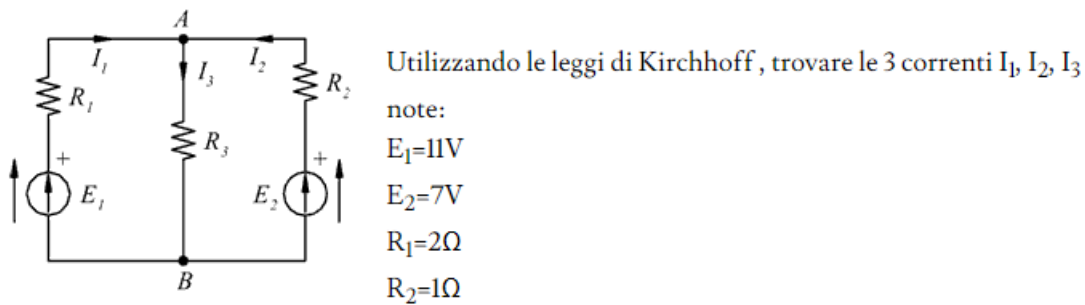 A
I₁
I₂
I₃
R₁
R₂
R₃
+
+
E₁
E₂
B
Utilizzando le leggi di Kirchhoff , trovare le 3 correnti I₁, I₂, I₃
note:
E₁=11V
E₂=7V
R₁=2Ω
R₂=1Ω